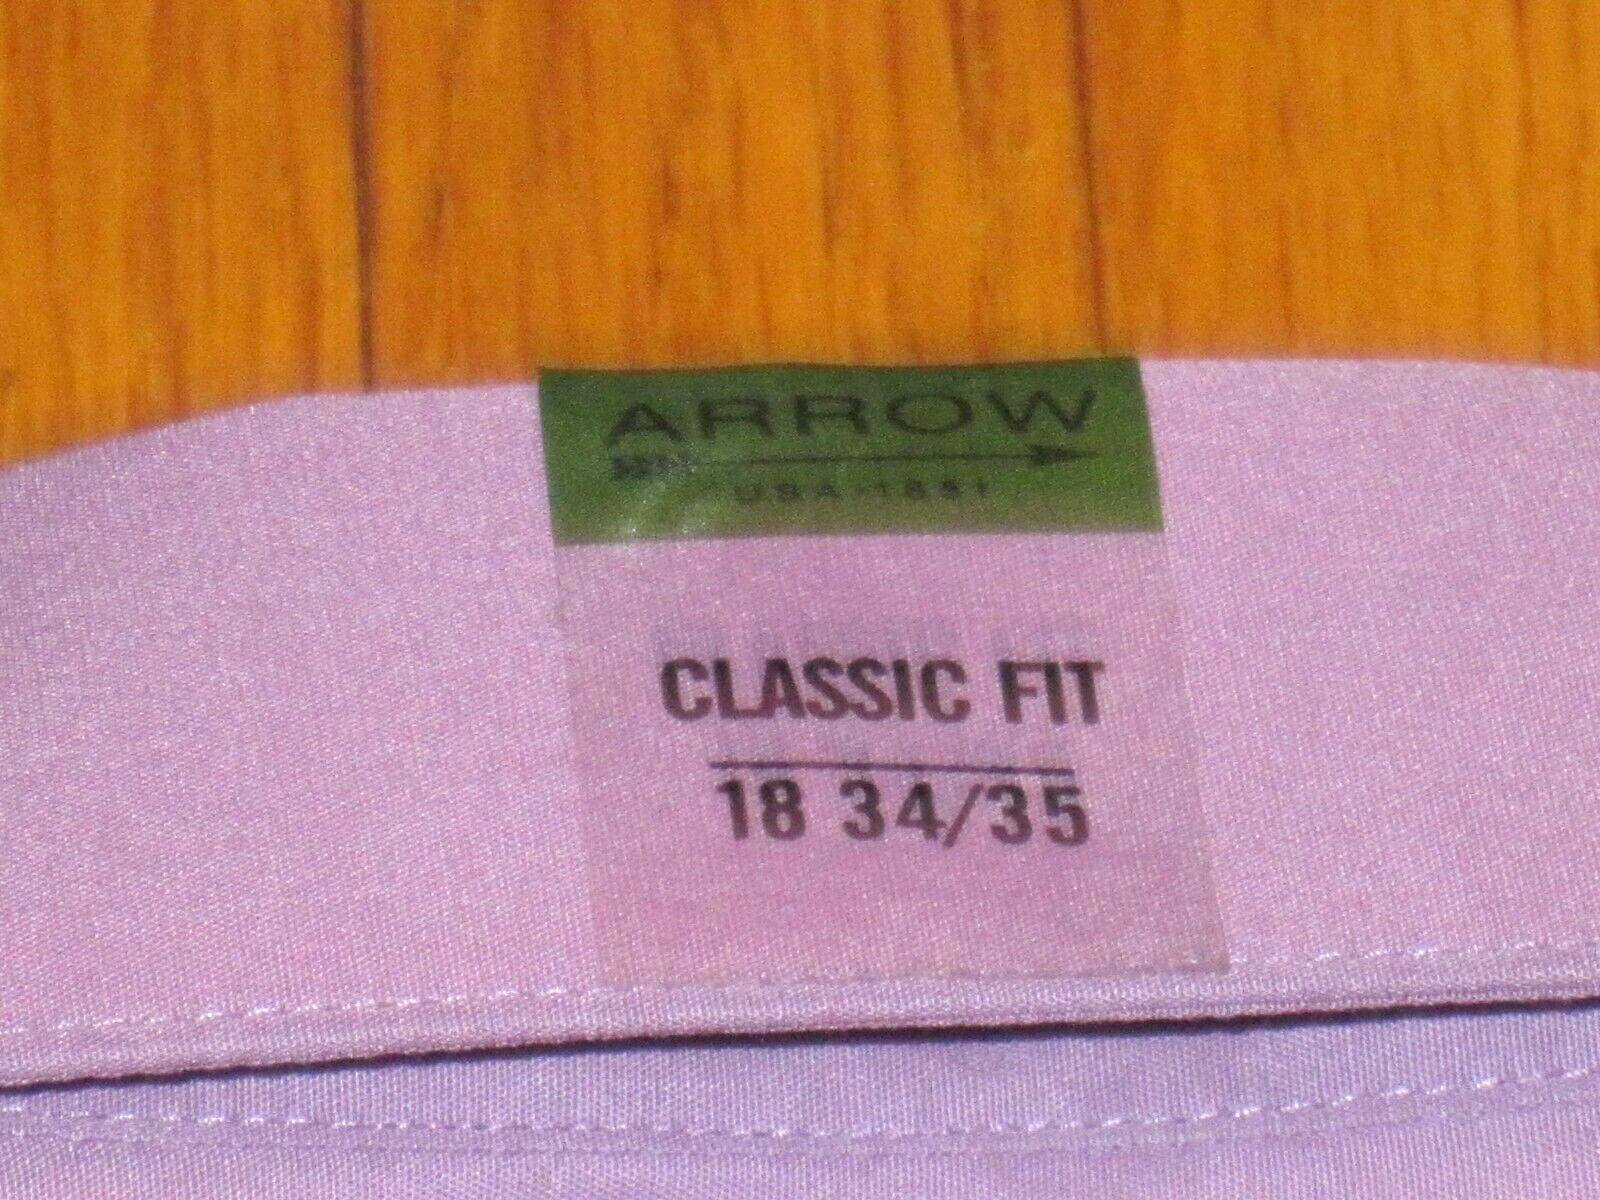 ARROW
USA-1851
CLASSIC FIT
18 34/35